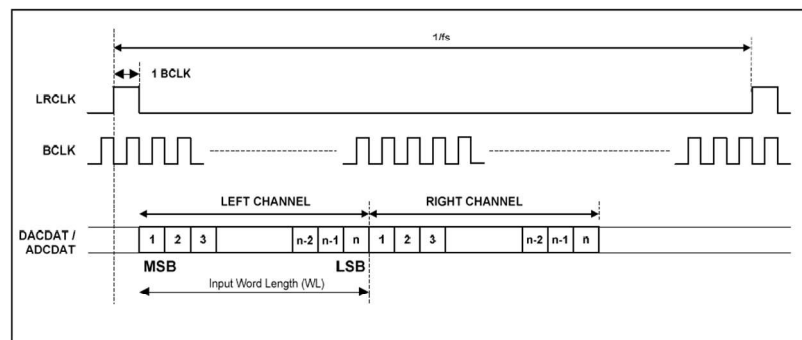 1/fs
1 BCLK
LRCLK
BCLK
LEFT CHANNEL RIGHT CHANNEL
DACDAT /
ADCDAT
1 2 3 n-2 n-1 n 1 2 3 n-2 n-1 n
MSB LSB
Input Word Length (WL)